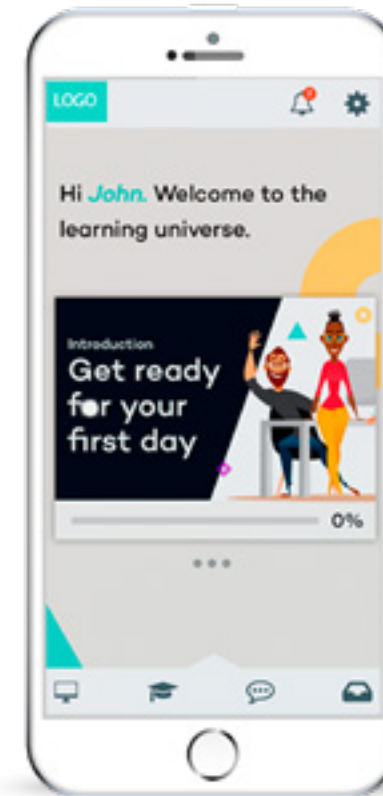 LOGO
Hi John. Welcome to the
learning universe.
Introduction
Get ready
for your
first day
0%